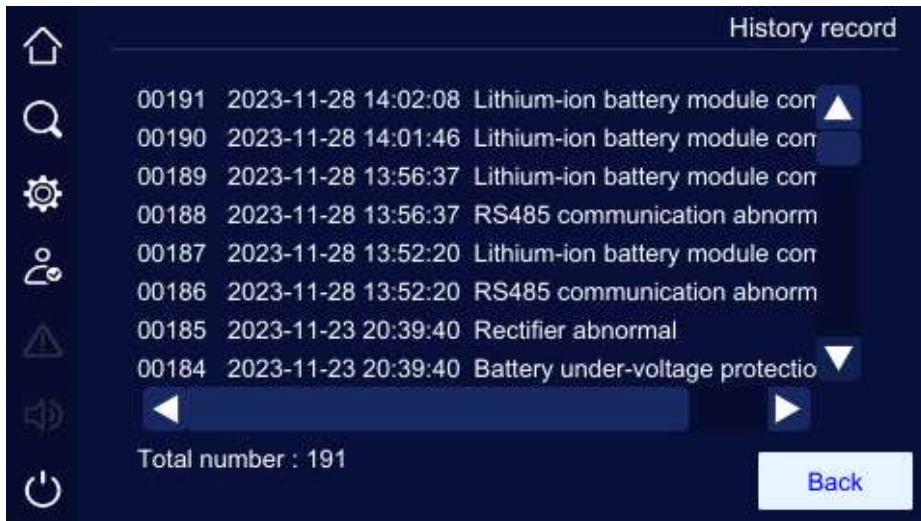 History record
00191 2023-11-28 14:02:08 Lithium-ion battery module
00190 2023-11-28 14:01:46 Lithium-ion battery module
00189 2023-11-28 13:56:37 Lithium-ion battery module
00188 2023-11-28 13:56:37 RS485 communication abnorm
00187 2023-11-28 13:52:20 Lithium-ion battery module
00186 2023-11-28 13:52:20 RS485 communication abnorm
00185 2023-11-23 20:39:40 Rectifier abnormal
00184 2023-11-23 20:39:40 Battery under-voltage protectio
Total number : 191
Back